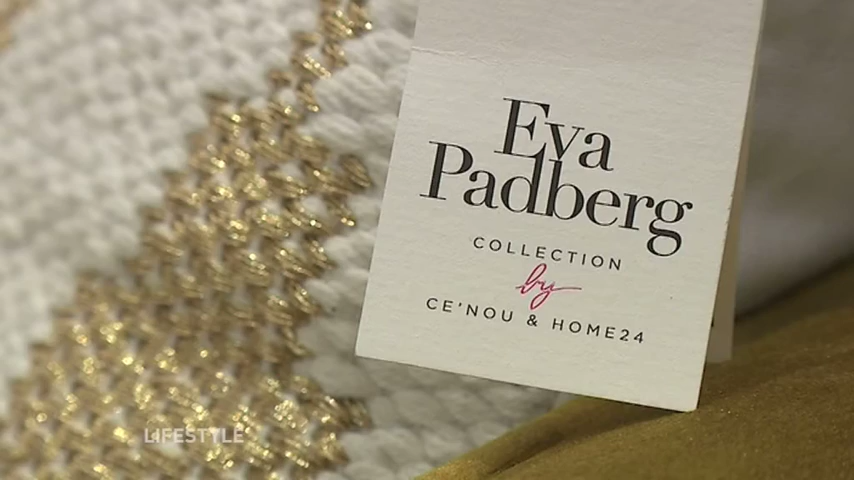 Eva
Padberg
COLLECTION
by
CE'NOU & HOME24
LIFESTYLE